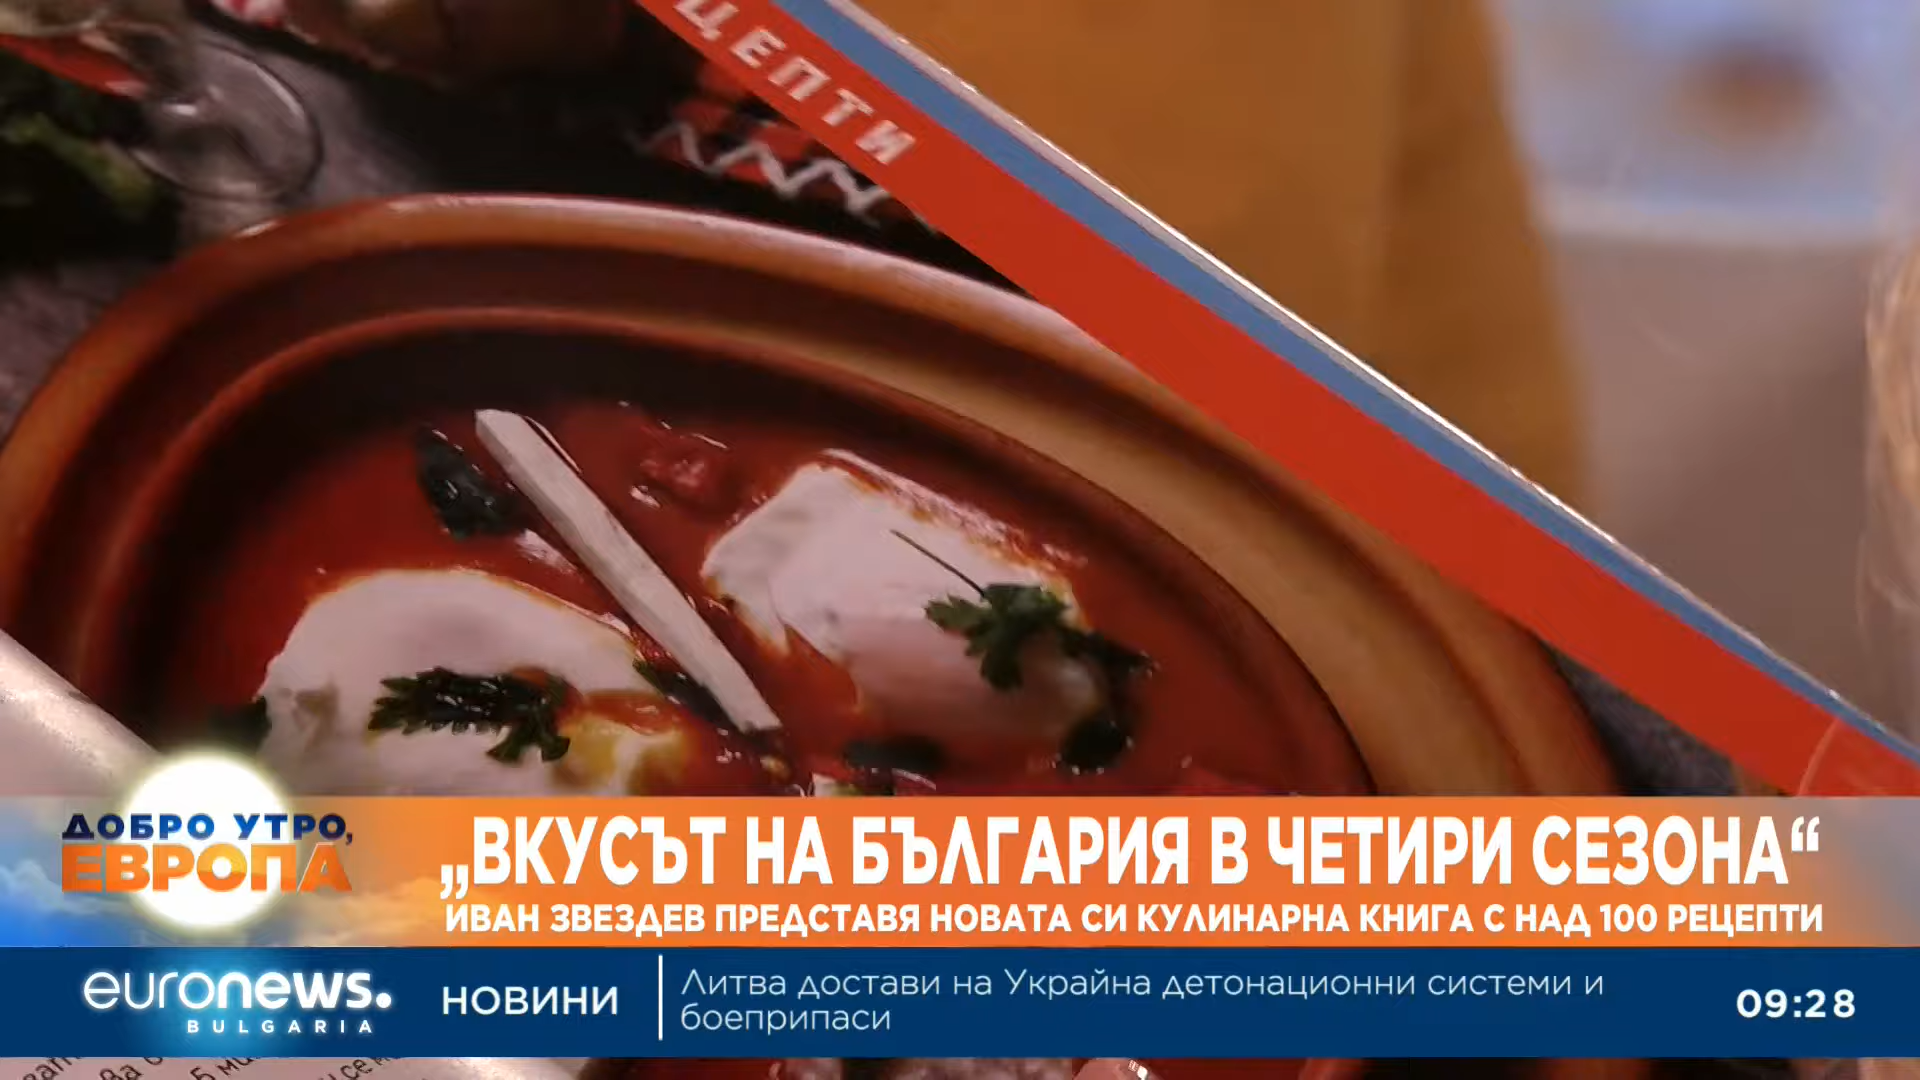 ЦЕПТИ
ДОБРО УТРО,
ЕВРОПА
„ВКУСЪТ НА БЪЛГАРИЯ В ЧЕТИРИ СЕЗОНА“
ИВАН ЗВЕЗДЕВ ПРЕДСТАВЯ НОВАТА СИ КУЛИНАРНА КНИГА С НАД 100 РЕЦЕПТИ
euronews.
BULGARIA
НОВИНИ
Литва достави на Украйна детонационни системи и
боеприпаси
09:28